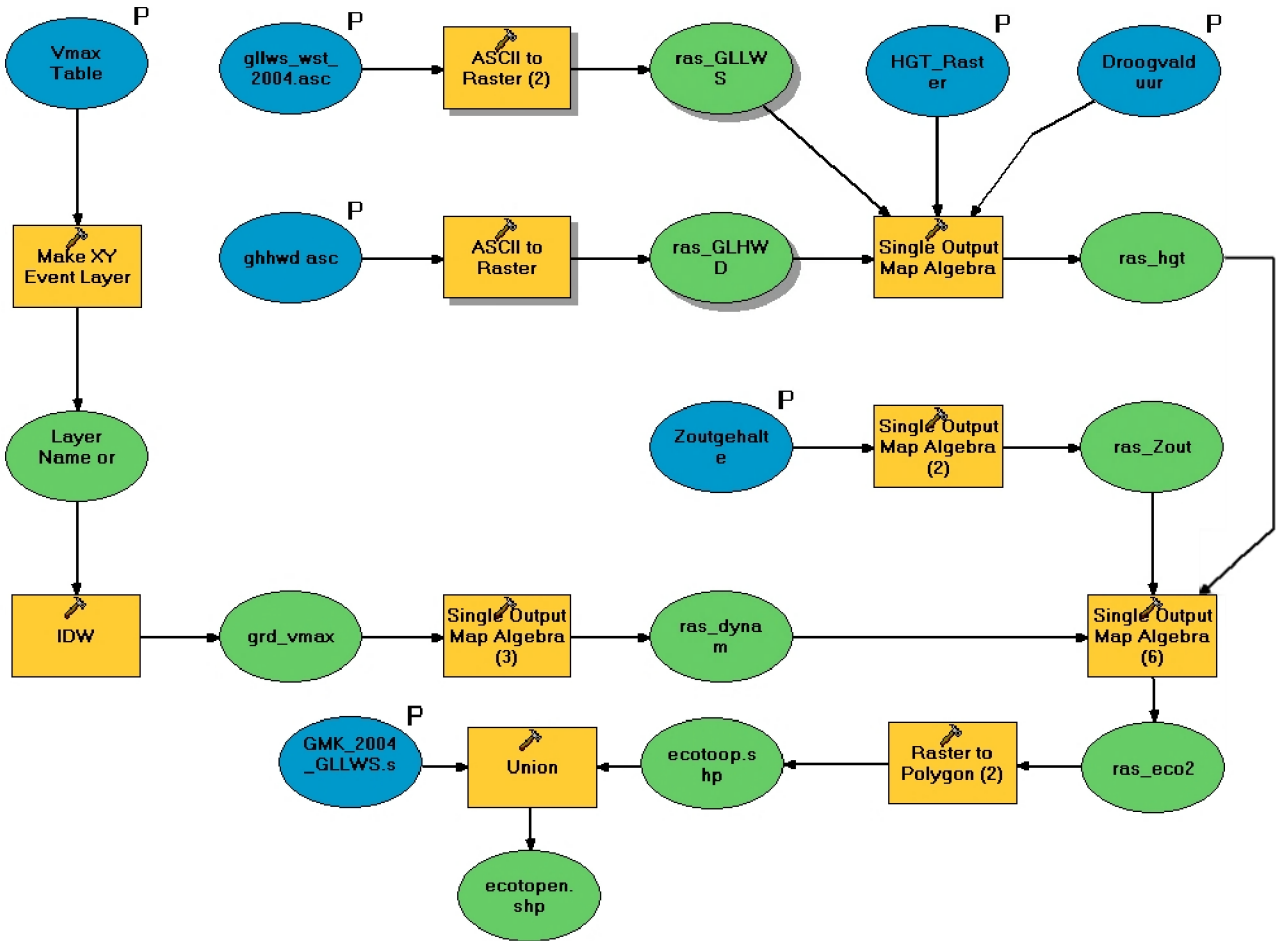 P
Vmax
Table
P
gllws_wst_
2004.asc
ASCII to
Raster (2)
ras_GLLW
S
P
HGT_Rast
er
P
Droogvald
uur
Make XY
Event Layer
P
ghhwd asc
ASCII to
Raster
ras_GLHW
D
Single Output
Map Algebra
ras_hgt
Layer
Name or
P
Zoutgehalt
e
Single Output
Map Algebra
(2)
ras_Zout
IDW
grd_vmax
Single Output
Map Algebra
(3)
ras_dyna
m
Single Output
Map Algebra
(6)
P
GMK_2004
_GLLWS.s
Union
ecotoop.s
hp
Raster to
Polygon (2)
ras_eco2
ecotopen.
shp